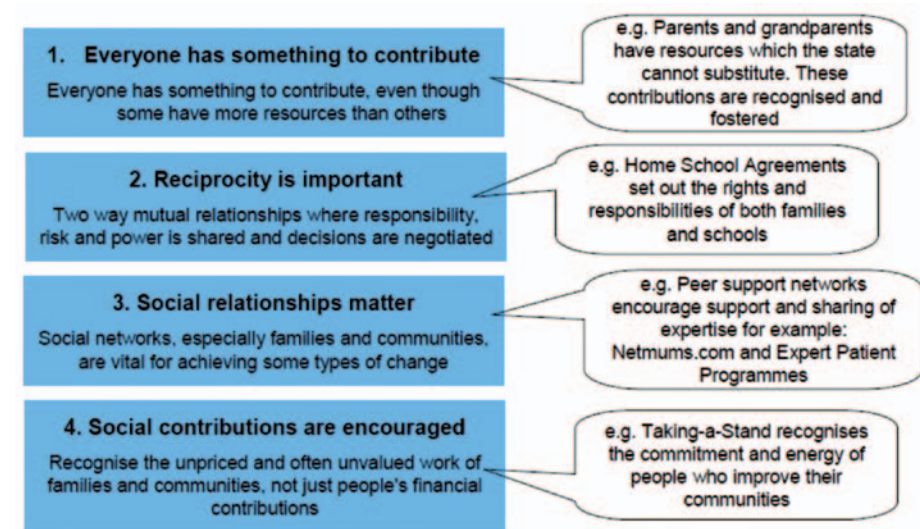 1. Everyone has something to contribute
Everyone has something to contribute, even though
some have more resources than others
e.g. Parents and grandparents
have resources which the state
cannot substitute. These
contributions are recognised and
fostered
2. Reciprocity is important
Two way mutual relationships where responsibility,
risk and power is shared and decisions are negotiated
e.g. Home School Agreements
set out the rights and
responsibilities of both families
and schools
3. Social relationships matter
Social networks, especially families and communities,
are vital for achieving some types of change
e.g. Peer support networks
encourage support and sharing of
expertise for example:
Netmums.com and Expert Patient
Programmes
4. Social contributions are encouraged
Recognise the unpriced and often unvalued work of
families and communities, not just people's financial
contributions
e.g. Taking-a-Stand recognises
the commitment and energy of
people who improve their
communities